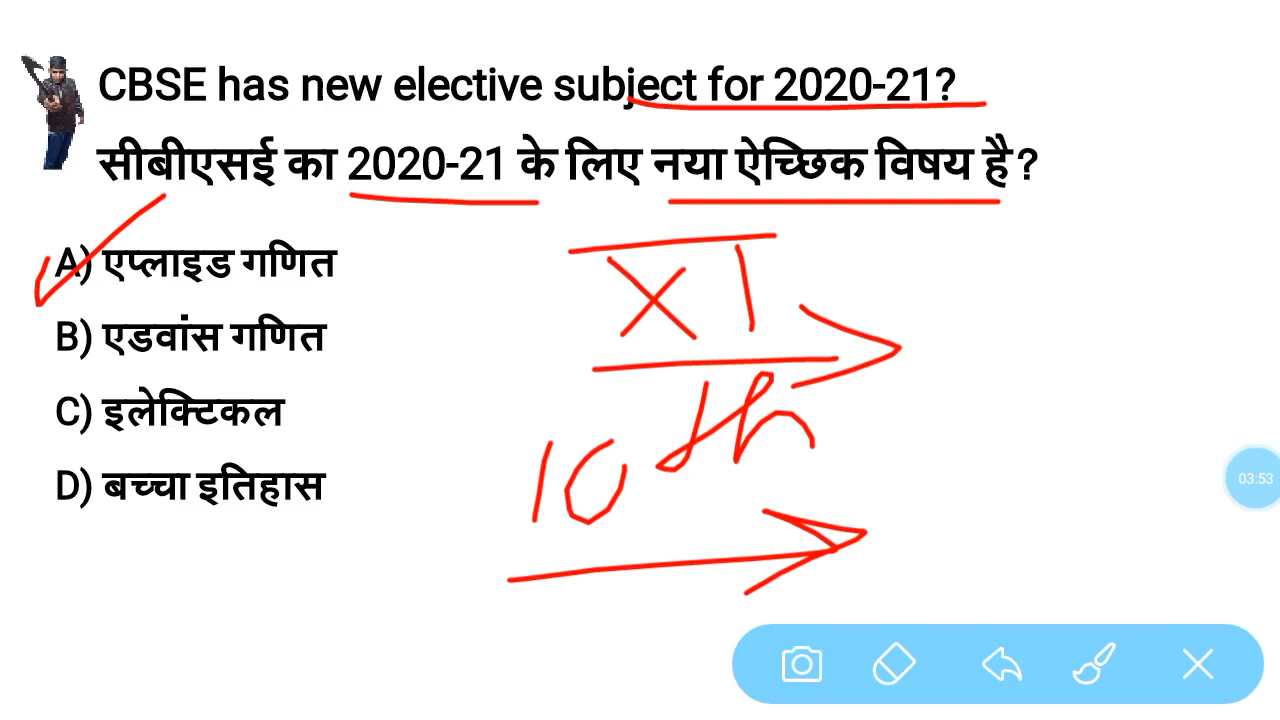 CBSE has new elective subject for 2020-21?
सीबीएसई का 2020-21 के लिए नया ऐच्छिक विषय है?
A) एप्लाइड गणित
B) एडवांस गणित
C) इलेक्टिकल
D) बच्चा इतिहास
XI
10th
03:53